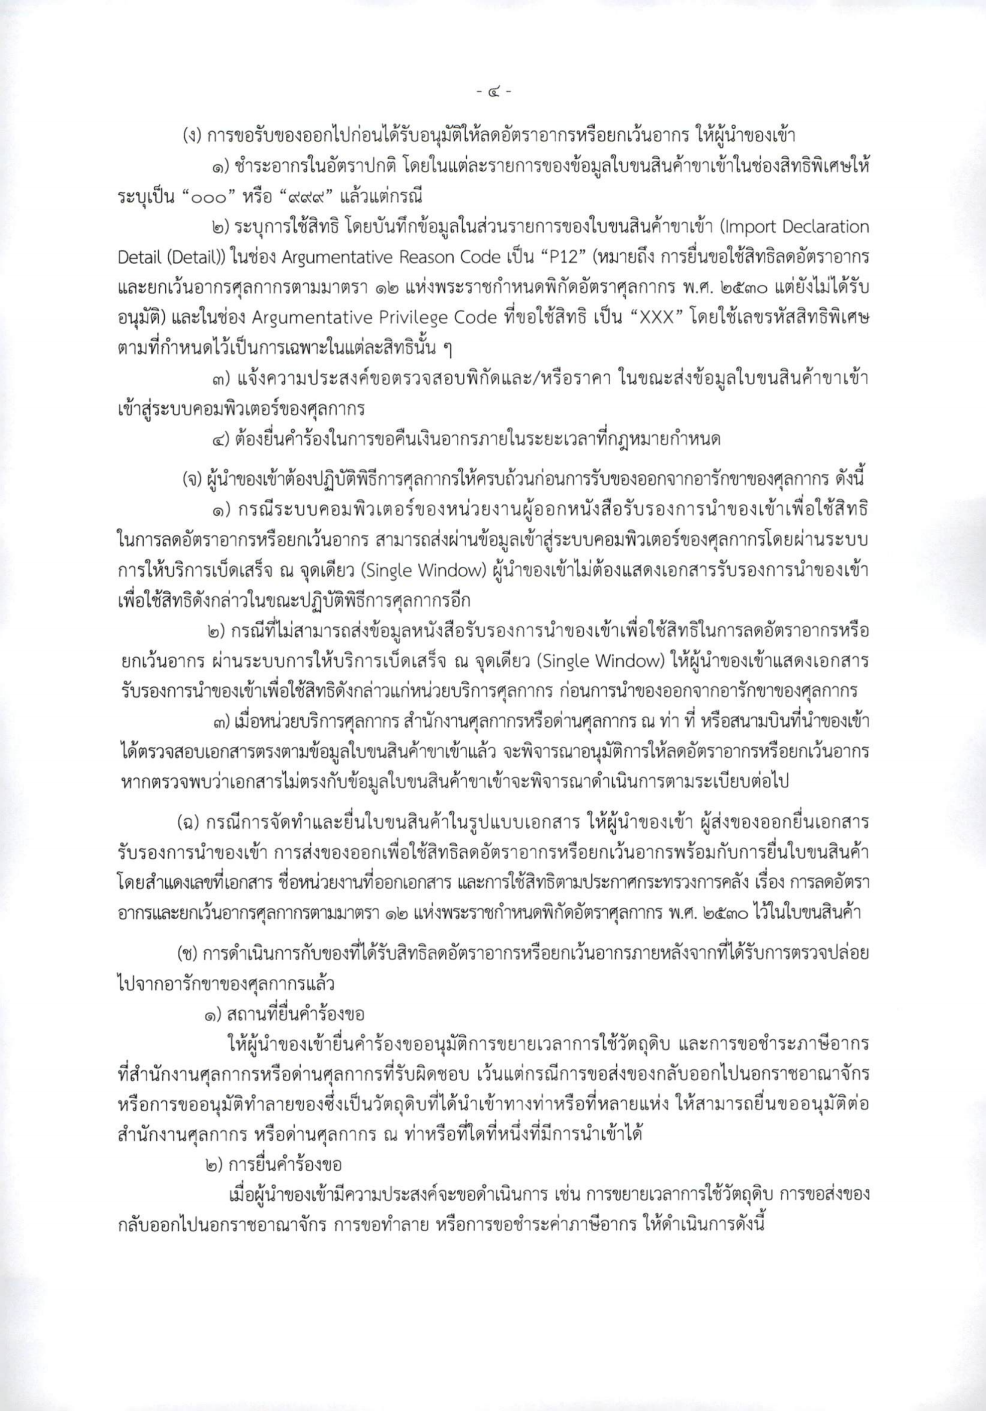 - ๔ -
(ง) การขอรับของออกไปก่อนได้รับอนุมัติให้ลดอัตราอากรหรือยกเว้นอากร ให้ผู้นำของเข้า
๑) ชำระอากรในอัตราปกติ โดยในแต่ละรายการของข้อมูลใบขนสินค้าขาเข้าในช่องสิทธิพิเศษให้
ระบุเป็น “๐๐๐” หรือ “๙๙๙” แล้วแต่กรณี
๒) ระบุการใช้สิทธิ โดยบันทึกข้อมูลในส่วนรายการของใบขนสินค้าขาเข้า (Import Declaration
Detail (Detail)) ในช่อง Argumentative Reason Code เป็น “P12” (หมายถึง การยื่นขอใช้สิทธิลดอัตราอากร
และยกเว้นอากรศุลกากรตามมาตรา ๑๒ แห่งพระราชกำหนดพิกัดอัตราศุลกากร พ.ศ. ๒๕๓๐ แต่ยังไม่ได้รับ
อนุมัติ) และในช่อง Argumentative Privilege Code ที่ขอใช้สิทธิ เป็น “XXX” โดยใช้เลขรหัสสิทธิพิเศษ
ตามที่กำหนดไว้เป็นการเฉพาะในแต่ละสิทธินั้น ๆ
๓) แจ้งความประสงค์ขอตรวจสอบพิกัดและ/หรือราคา ในขณะส่งข้อมูลใบขนสินค้าขาเข้า
เข้าสู่ระบบคอมพิวเตอร์ของศุลกากร
๔) ต้องยื่นคำร้องในการขอคืนเงินอากรภายในระยะเวลาที่กฎหมายกำหนด
(จ) ผู้นำของเข้าต้องปฏิบัติพิธีการศุลกากรให้ครบถ้วนก่อนการรับของออกจากอารักขาของศุลกากร ดังนี้
๑) กรณีระบบคอมพิวเตอร์ของหน่วยงานผู้ออกหนังสือรับรองการนำของเข้าเพื่อใช้สิทธิ
ในการลดอัตราอากรหรือยกเว้นอากร สามารถส่งผ่านข้อมูลเข้าสู่ระบบคอมพิวเตอร์ของศุลกากรโดยผ่านระบบ
การให้บริการเบ็ดเสร็จ ณ จุดเดียว (Single Window) ผู้นำของเข้าไม่ต้องแสดงเอกสารรับรองการนำของเข้า
เพื่อใช้สิทธิดังกล่าวในขณะปฏิบัติพิธีการศุลกากรอีก
๒) กรณีที่ไม่สามารถส่งข้อมูลหนังสือรับรองการนำของเข้าเพื่อใช้สิทธิในการลดอัตราอากรหรือ
ยกเว้นอากร ผ่านระบบการให้บริการเบ็ดเสร็จ ณ จุดเดียว (Single Window) ให้ผู้นำของเข้าแสดงเอกสาร
รับรองการนำของเข้าเพื่อใช้สิทธิดังกล่าวแก่หน่วยบริการศุลกากร ก่อนการนำของออกจากอารักขาของศุลกากร
๓) เมื่อหน่วยบริการศุลกากร สำนักงานศุลกากรหรือด่านศุลกากร ณ ท่า ที่ หรือสนามบินที่นำของเข้า
ได้ตรวจสอบเอกสารตรงตามข้อมูลใบขนสินค้าขาเข้าแล้ว จะพิจารณาอนุมัติการให้ลดอัตราอากรหรือยกเว้นอากร
หากตรวจพบว่าเอกสารไม่ตรงกับข้อมูลใบขนสินค้าขาเข้าจะพิจารณาดำเนินการตามระเบียบต่อไป
(ฉ) กรณีการจัดทำและยื่นใบขนสินค้าในรูปแบบเอกสาร ให้ผู้นำของเข้า ผู้ส่งของออกยื่นเอกสาร
รับรองการนำของเข้า การส่งของออกเพื่อใช้สิทธิลดอัตราอากรหรือยกเว้นอากรพร้อมกับการยื่นใบขนสินค้า
โดยสำแดงเลขที่เอกสาร ชื่อหน่วยงานที่ออกเอกสาร และการใช้สิทธิตามประกาศกระทรวงการคลัง เรื่อง การลดอัตรา
อากรและยกเว้นอากรศุลกากรตามมาตรา ๑๒ แห่งพระราชกำหนดพิกัดอัตราศุลกากร พ.ศ. ๒๕๓๐ ไว้ในใบขนสินค้า
(ช) การดำเนินการกับของที่ได้รับสิทธิลดอัตราอากรหรือยกเว้นอากรภายหลังจากที่ได้รับการตรวจปล่อย
ไปจากอารักขาของศุลกากรแล้ว
๑) สถานที่ยื่นคำร้องขอ
ให้ผู้นำของเข้ายื่นคำร้องขออนุมัติการขยายเวลาการใช้วัตถุดิบ และการขอชำระภาษีอากร
ที่สำนักงานศุลกากรหรือด่านศุลกากรที่รับผิดชอบ เว้นแต่กรณีการขอส่งของกลับออกไปนอกราชอาณาจักร
หรือการขออนุมัติทำลายของซึ่งเป็นวัตถุดิบที่ได้นำเข้าทางท่าหรือที่หลายแห่ง ให้สามารถยื่นขออนุมัติต่อ
สำนักงานศุลกากร หรือด่านศุลกากร ณ ท่าหรือที่ใดที่หนึ่งที่มีการนำเข้าได้
๒) การยื่นคำร้องขอ
เมื่อผู้นำของเข้ามีความประสงค์จะขอดำเนินการ เช่น การขยายเวลาการใช้วัตถุดิบ การขอส่งของ
กลับออกไปนอกราชอาณาจักร การขอทำลาย หรือการขอชำระค่าภาษีอากร ให้ดำเนินการดังนี้